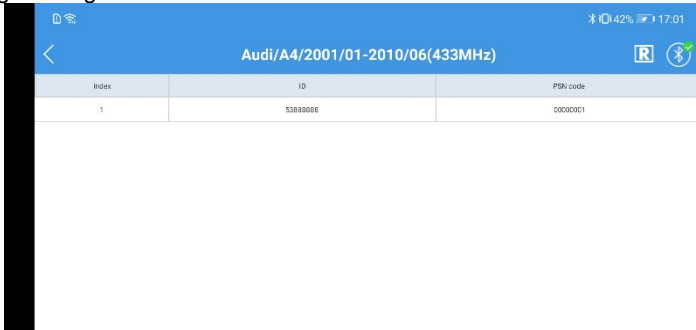 42% 17:01
Audi/A4/2001/01-2010/06(433MHz)
R
Index ID PSN code
1 53888888 00000001